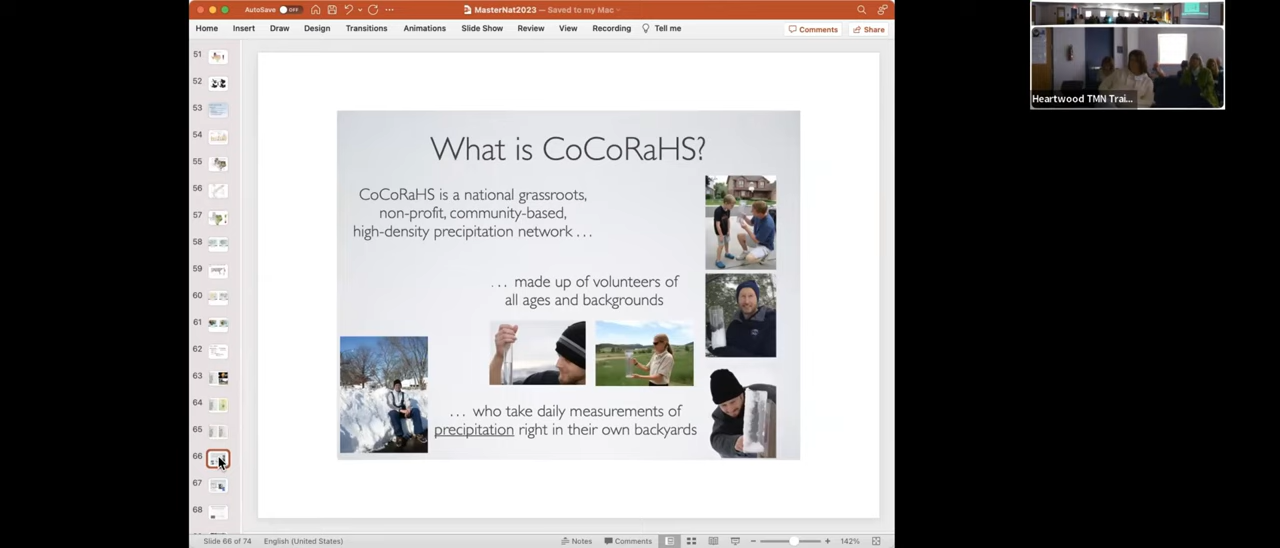 AutoSave OFF
MasterNat2023 — Saved to my Mac
Home Insert Draw Design Transitions Animations Slide Show Review View Recording Tell me Comments Share
51
52
53
54
55
56
57
58
59
60
61
62
63
64
65
66
67
68
What is CoCoRaHS?
CoCoRaHS is a national grassroots,
non-profit, community-based,
high-density precipitation network . . .
. . . made up of volunteers of
all ages and backgrounds
. . . who take daily measurements of
precipitation right in their own backyards
Slide 66 of 74 English (United States) Notes Comments 142%
Heartwood TMN Trai...